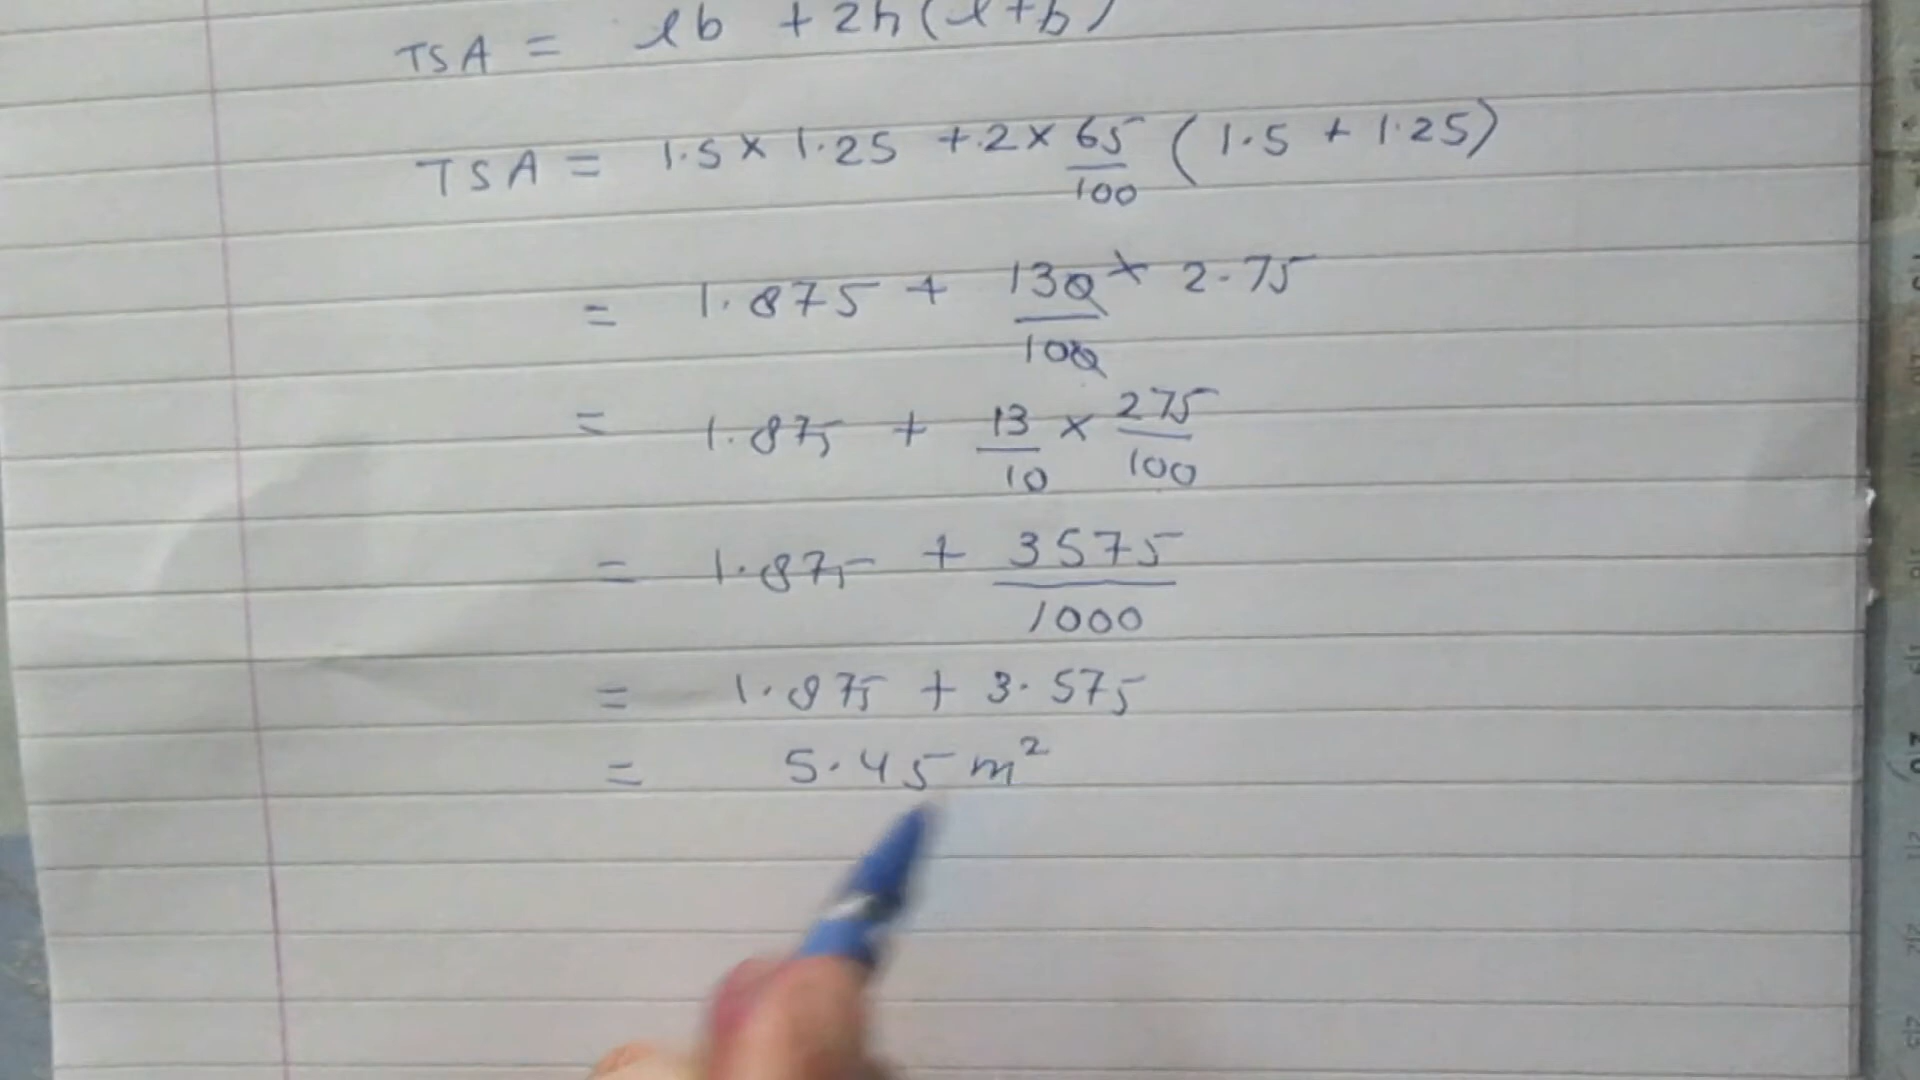 TSA = lb + 2h(l+b)
TSA = 1.5 × 1.25 + 2 × 65/100 (1.5 + 1.25)
= 1.875 + 130/100 × 2.75
= 1.875 + 13/10 × 275/100
= 1.875 + 3575/1000
= 1.875 + 3.575
= 5.45 m²